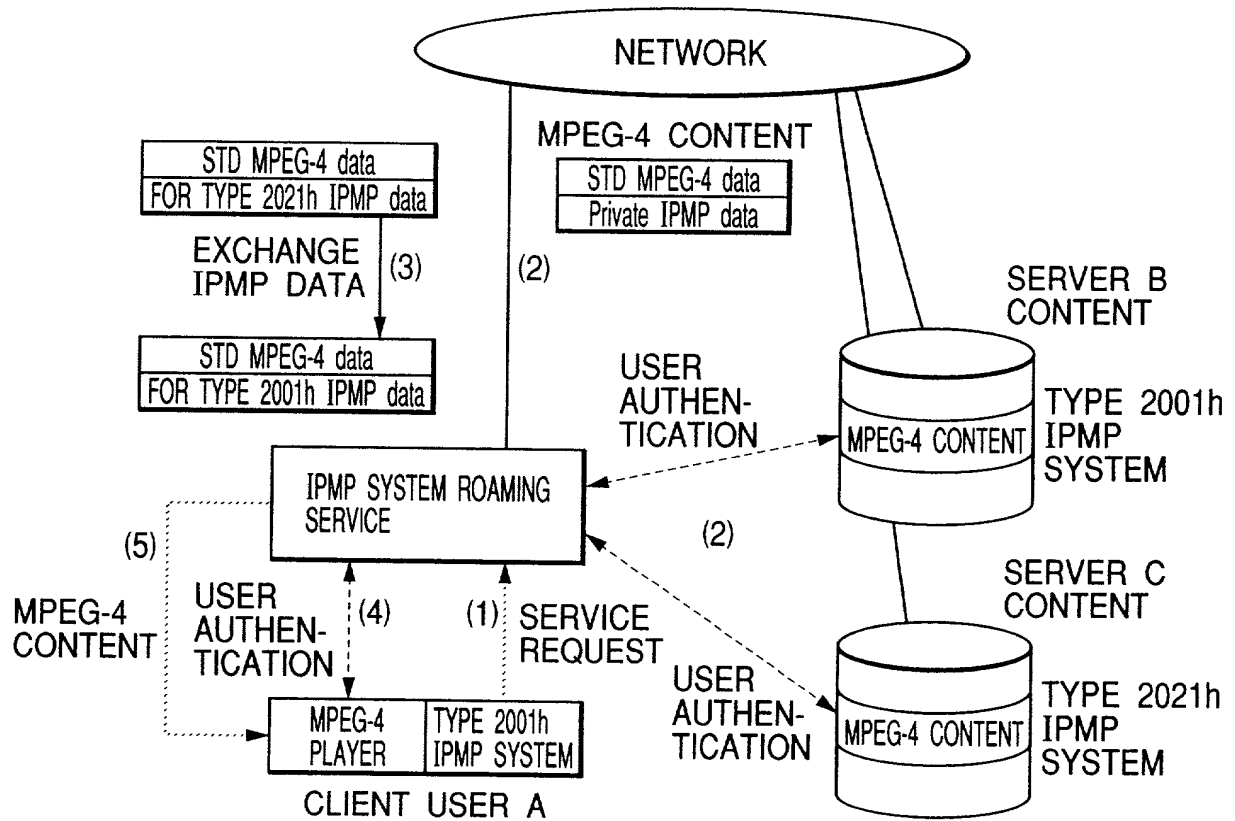 NETWORK
MPEG-4 CONTENT
STD MPEG-4 data
Private IPMP data
STD MPEG-4 data
FOR TYPE 2021h IPMP data
EXCHANGE
IPMP DATA
(3)
(2)
STD MPEG-4 data
FOR TYPE 2001h IPMP data
SERVER B
CONTENT
USER
AUTHEN-
TICATION
MPEG-4 CONTENT
TYPE 2001h
IPMP
SYSTEM
IPMP SYSTEM ROAMING
SERVICE
(2)
(5)
MPEG-4
CONTENT
USER
AUTHEN-
TICATION
(4)
(1)
SERVICE
REQUEST
SERVER C
CONTENT
USER
AUTHEN-
TICATION
MPEG-4 CONTENT
TYPE 2021h
IPMP
SYSTEM
MPEG-4
PLAYER
TYPE 2001h
IPMP SYSTEM
CLIENT USER A